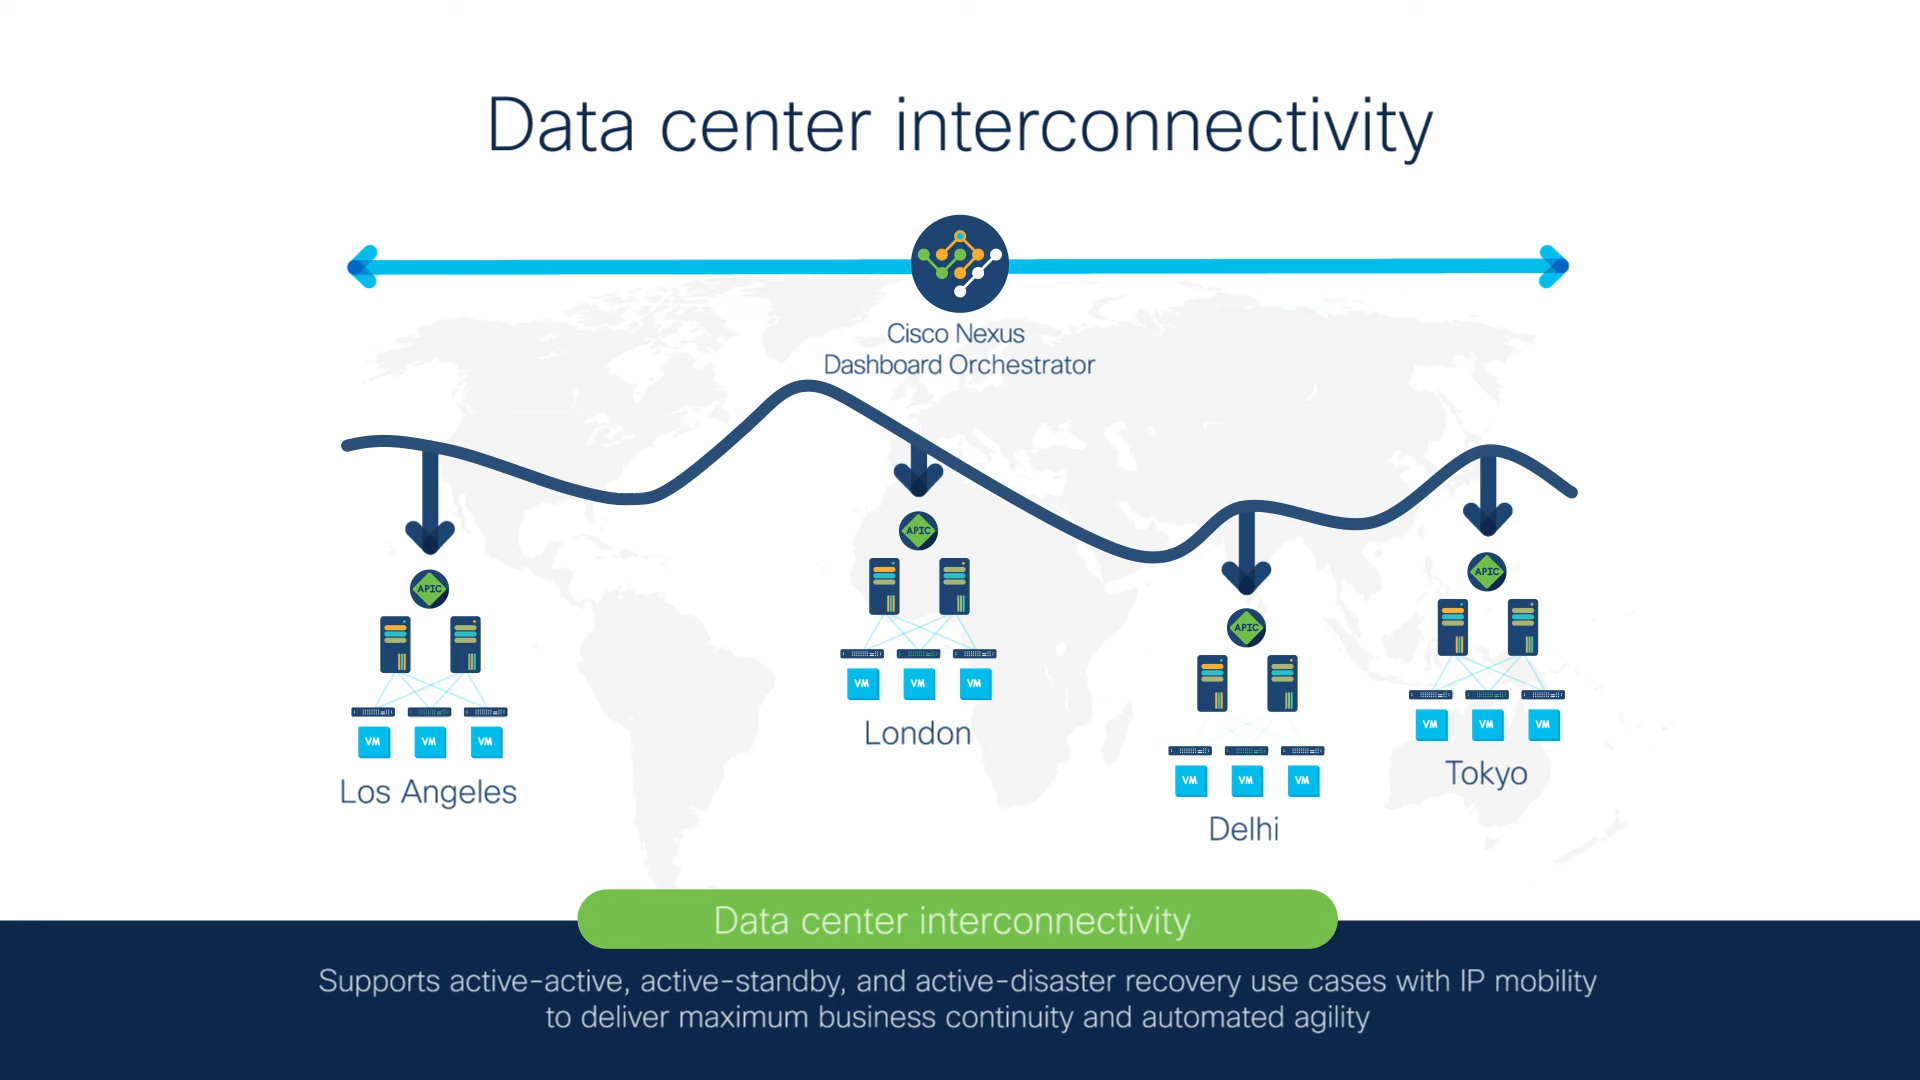 Data center interconnectivity
Cisco Nexus
Dashboard Orchestrator
APIC
VM VM VM
Los Angeles
APIC
VM VM VM
London
APIC
VM VM VM
Delhi
APIC
VM VM VM
Tokyo
Data center interconnectivity
Supports active-active, active-standby, and active-disaster recovery use cases with IP mobility
to deliver maximum business continuity and automated agility